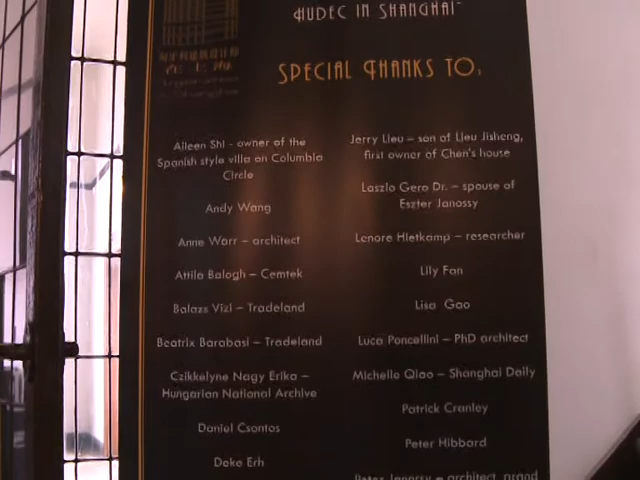 HUDEC IN SHANGHAI"
SPECIAL THANKS TO:
Aileen Shi - owner of the
Spanish style villa on Columbia
Circle
Andy Wang
Anne Warr – architect
Attila Balogh – Cemtek
Balazs Vizi – Tradeland
Beatrix Barabasi – Tradeland
Czikkelyne Nagy Erika –
Hungarian National Archive
Daniel Csontos
Deke Erh
Jerry Lieu – son of Lieu Jisheng,
first owner of Chen's house
Laszlo Gero Dr. – spouse of
Eszter Janossy
Lenore Hietkamp – researcher
Lily Fan
Lisa Gao
Luca Poncellini – PhD architect
Michelle Qiao – Shanghai Daily
Patrick Cranley
Peter Hibbard
Peter Janossy – architect, grand